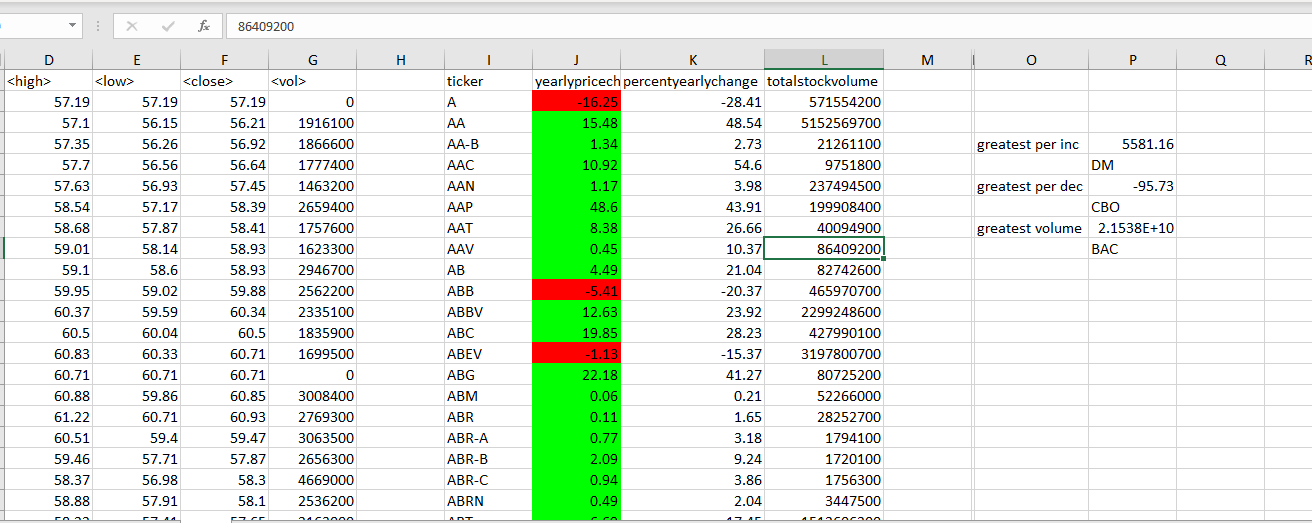 fx 86409200
D E F G H I J K L M O P Q R
<high> <low> <close> <vol> ticker yearlypricech percentyearlychange totalstockvolume
57.19 57.19 57.19 0 A -16.25 -28.41 571554200
57.1 56.15 56.21 1916100 AA 15.48 48.54 5152569700
57.35 56.26 56.92 1866600 AA-B 1.34 2.73 21261100 greatest per inc 5581.16
57.7 56.56 56.64 1777400 AAC 10.92 54.6 9751800 DM
57.63 56.93 57.45 1463200 AAN 1.17 3.98 237494500 greatest per dec -95.73
58.54 57.17 58.39 2659400 AAP 48.6 43.91 199908400 CBO
58.68 57.87 58.41 1757600 AAT 8.38 26.66 40094900 greatest volume 2.1538E+10
59.01 58.14 58.93 1623300 AAV 0.45 10.37 86409200 BAC
59.1 58.6 58.93 2946700 AB 4.49 21.04 82742600
59.95 59.02 59.88 2562200 ABB -5.41 -20.37 465970700
60.37 59.59 60.34 2335100 ABBV 12.63 23.92 2299248600
60.5 60.04 60.5 1835900 ABC 19.85 28.23 427990100
60.83 60.33 60.71 1699500 ABEV -1.13 -15.37 3197800700
60.71 60.71 60.71 0 ABG 22.18 41.27 80725200
60.88 59.86 60.85 3008400 ABM 0.06 0.21 52266000
61.22 60.71 60.93 2769300 ABR 0.11 1.65 28252700
60.51 59.4 59.47 3063500 ABR-A 0.77 3.18 1794100
59.46 57.71 57.87 2656300 ABR-B 2.09 9.24 1720100
58.37 56.98 58.3 4669000 ABR-C 0.94 3.86 1756300
58.88 57.91 58.1 2536200 ABRN 0.49 2.04 3447500